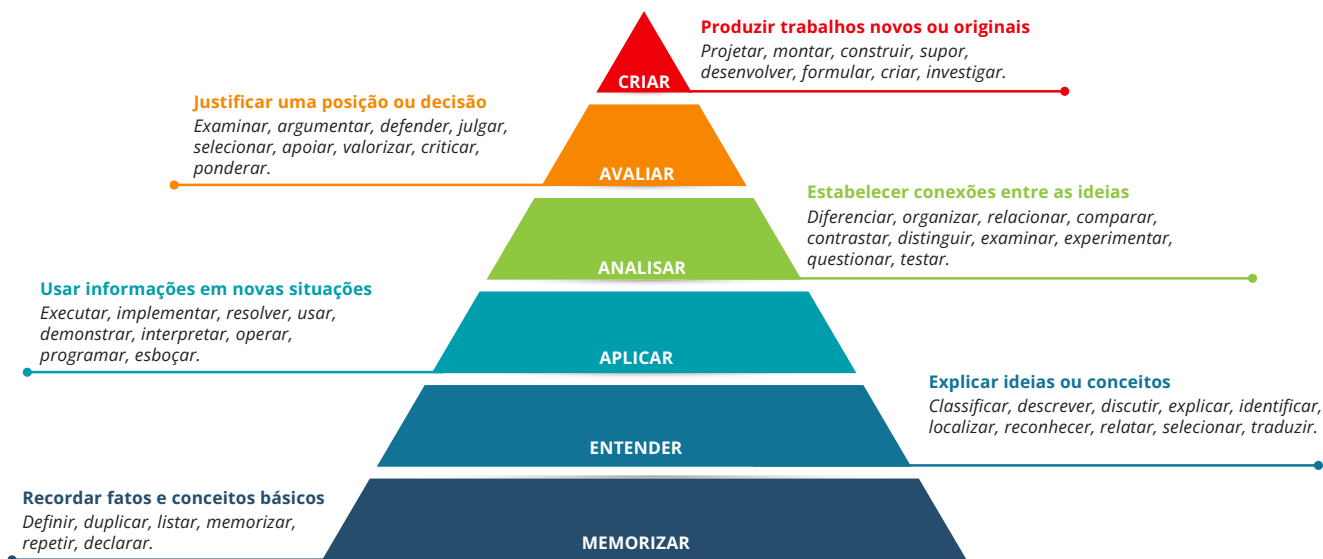 Produzir trabalhos novos ou originais
Projetar, montar, construir, supor,
desenvolver, formular, criar, investigar.
CRIAR
Justificar uma posição ou decisão
Examinar, argumentar, defender, julgar,
selecionar, apoiar, valorizar, criticar,
ponderar.
AVALIAR
Estabelecer conexões entre as ideias
Diferenciar, organizar, relacionar, comparar,
contrastar, distinguir, examinar, experimentar,
questionar, testar.
ANALISAR
Usar informações em novas situações
Executar, implementar, resolver, usar,
demonstrar, interpretar, operar,
programar, esboçar.
APLICAR
Explicar ideias ou conceitos
Classificar, descrever, discutir, explicar, identificar,
localizar, reconhecer, relatar, selecionar, traduzir.
ENTENDER
Recordar fatos e conceitos básicos
Definir, duplicar, listar, memorizar,
repetir, declarar.
MEMORIZAR